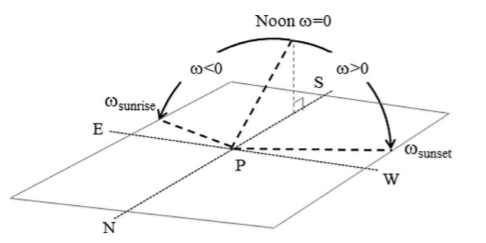 Noon ω=0
ω<0
ω>0
S
ωsunrise
E
ωsunset
P
W
N